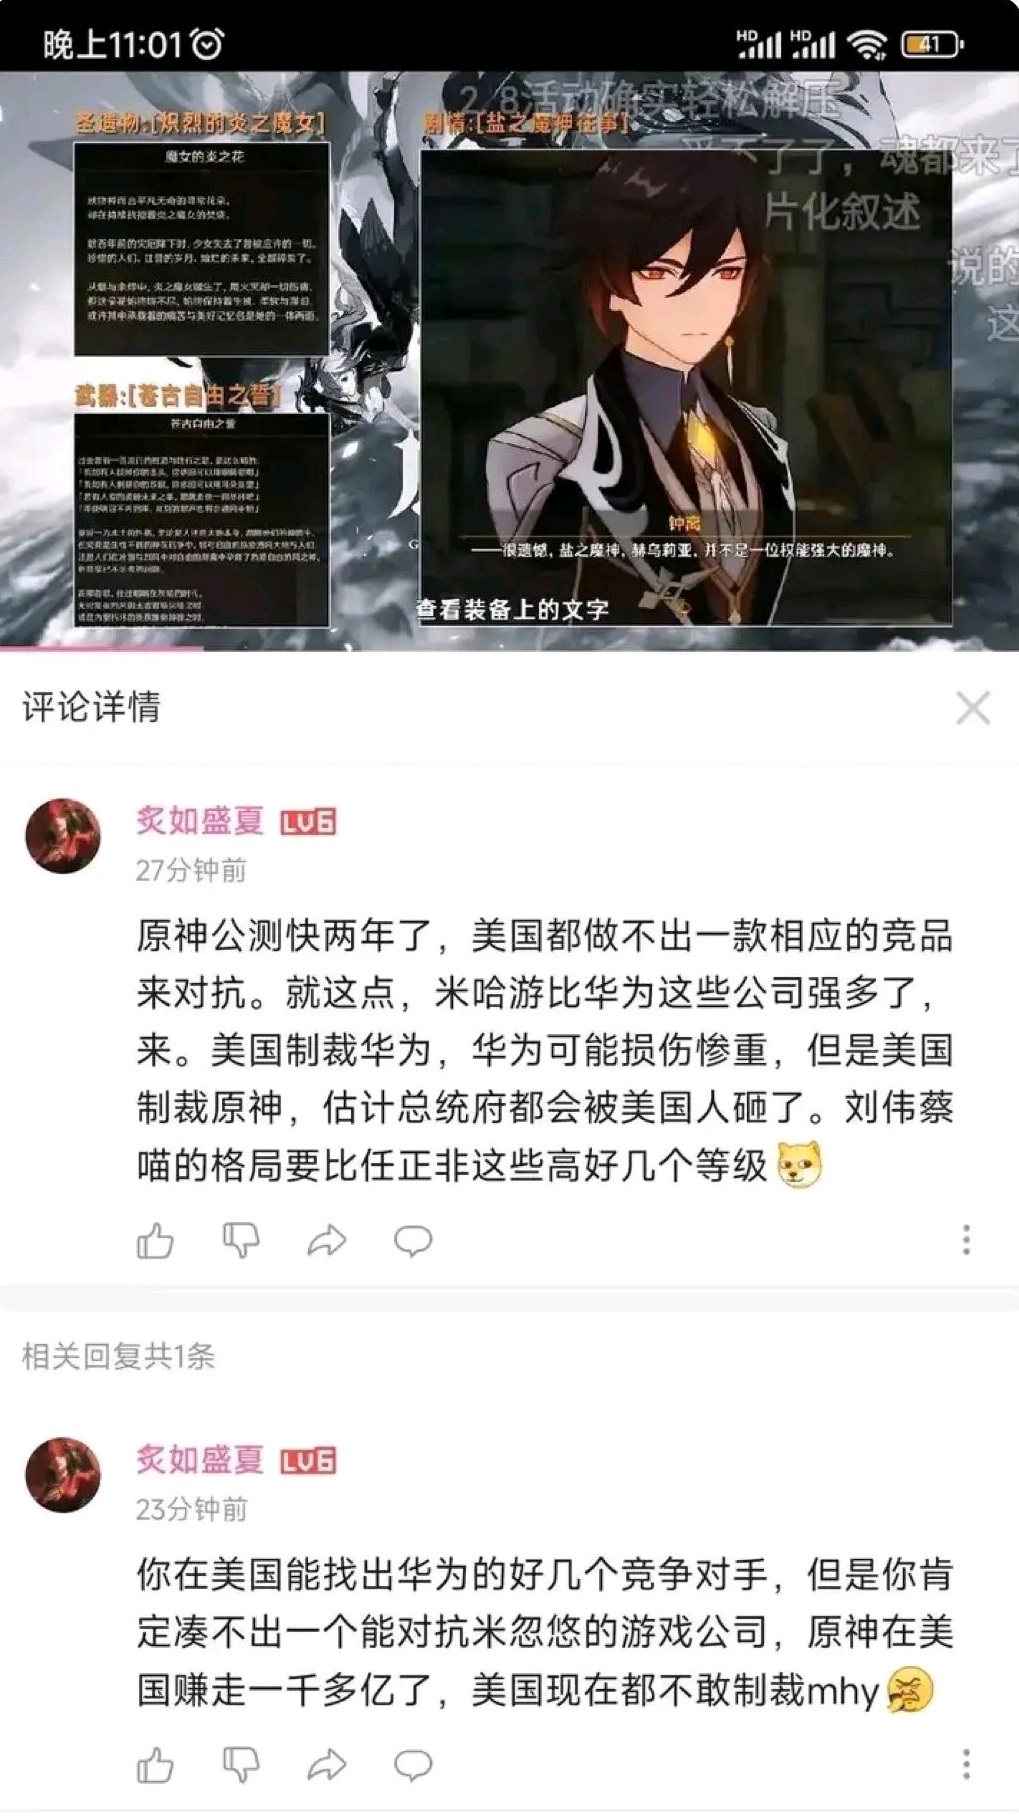 晚上11:01
HD
HD
41
2.8活动确实轻松解压
圣遗物:[炽烈的炎之魔女]
剧情:[盐之魔神往事]
受不了了，魂都来了
魔女的炎之花
片化叙述
说的
这
武器:[苍古自由之誓]
苍古自由之誓
钟离
——很遗憾，盐之魔神，赫乌莉亚，并不是一位权能强大的魔神。
查看装备上的文字
评论详情
炙如盛夏 LV6
27分钟前
原神公测快两年了，美国都做不出一款相应的竞品
来对抗。就这点，米哈游比华为这些公司强多了，
来。美国制裁华为，华为可能损伤惨重，但是美国
制裁原神，估计总统府都会被美国人砸了。刘伟蔡
喵的格局要比任正非这些高好几个等级
相关回复共1条
炙如盛夏 LV6
23分钟前
你在美国能找出华为的好几个竞争对手，但是你肯
定凑不出一个能对抗米忽悠的游戏公司，原神在美
国赚走一千多亿了，美国现在都不敢制裁mhy